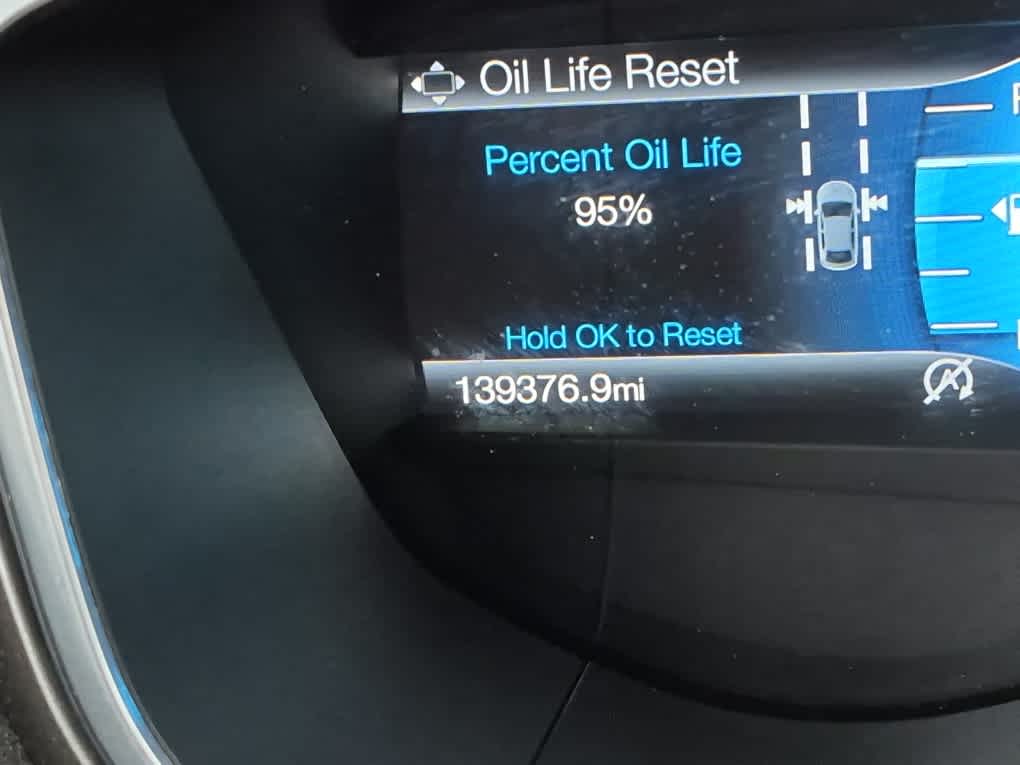 Oil Life Reset
Percent Oil Life
95%
Hold OK to Reset
139376.9mi